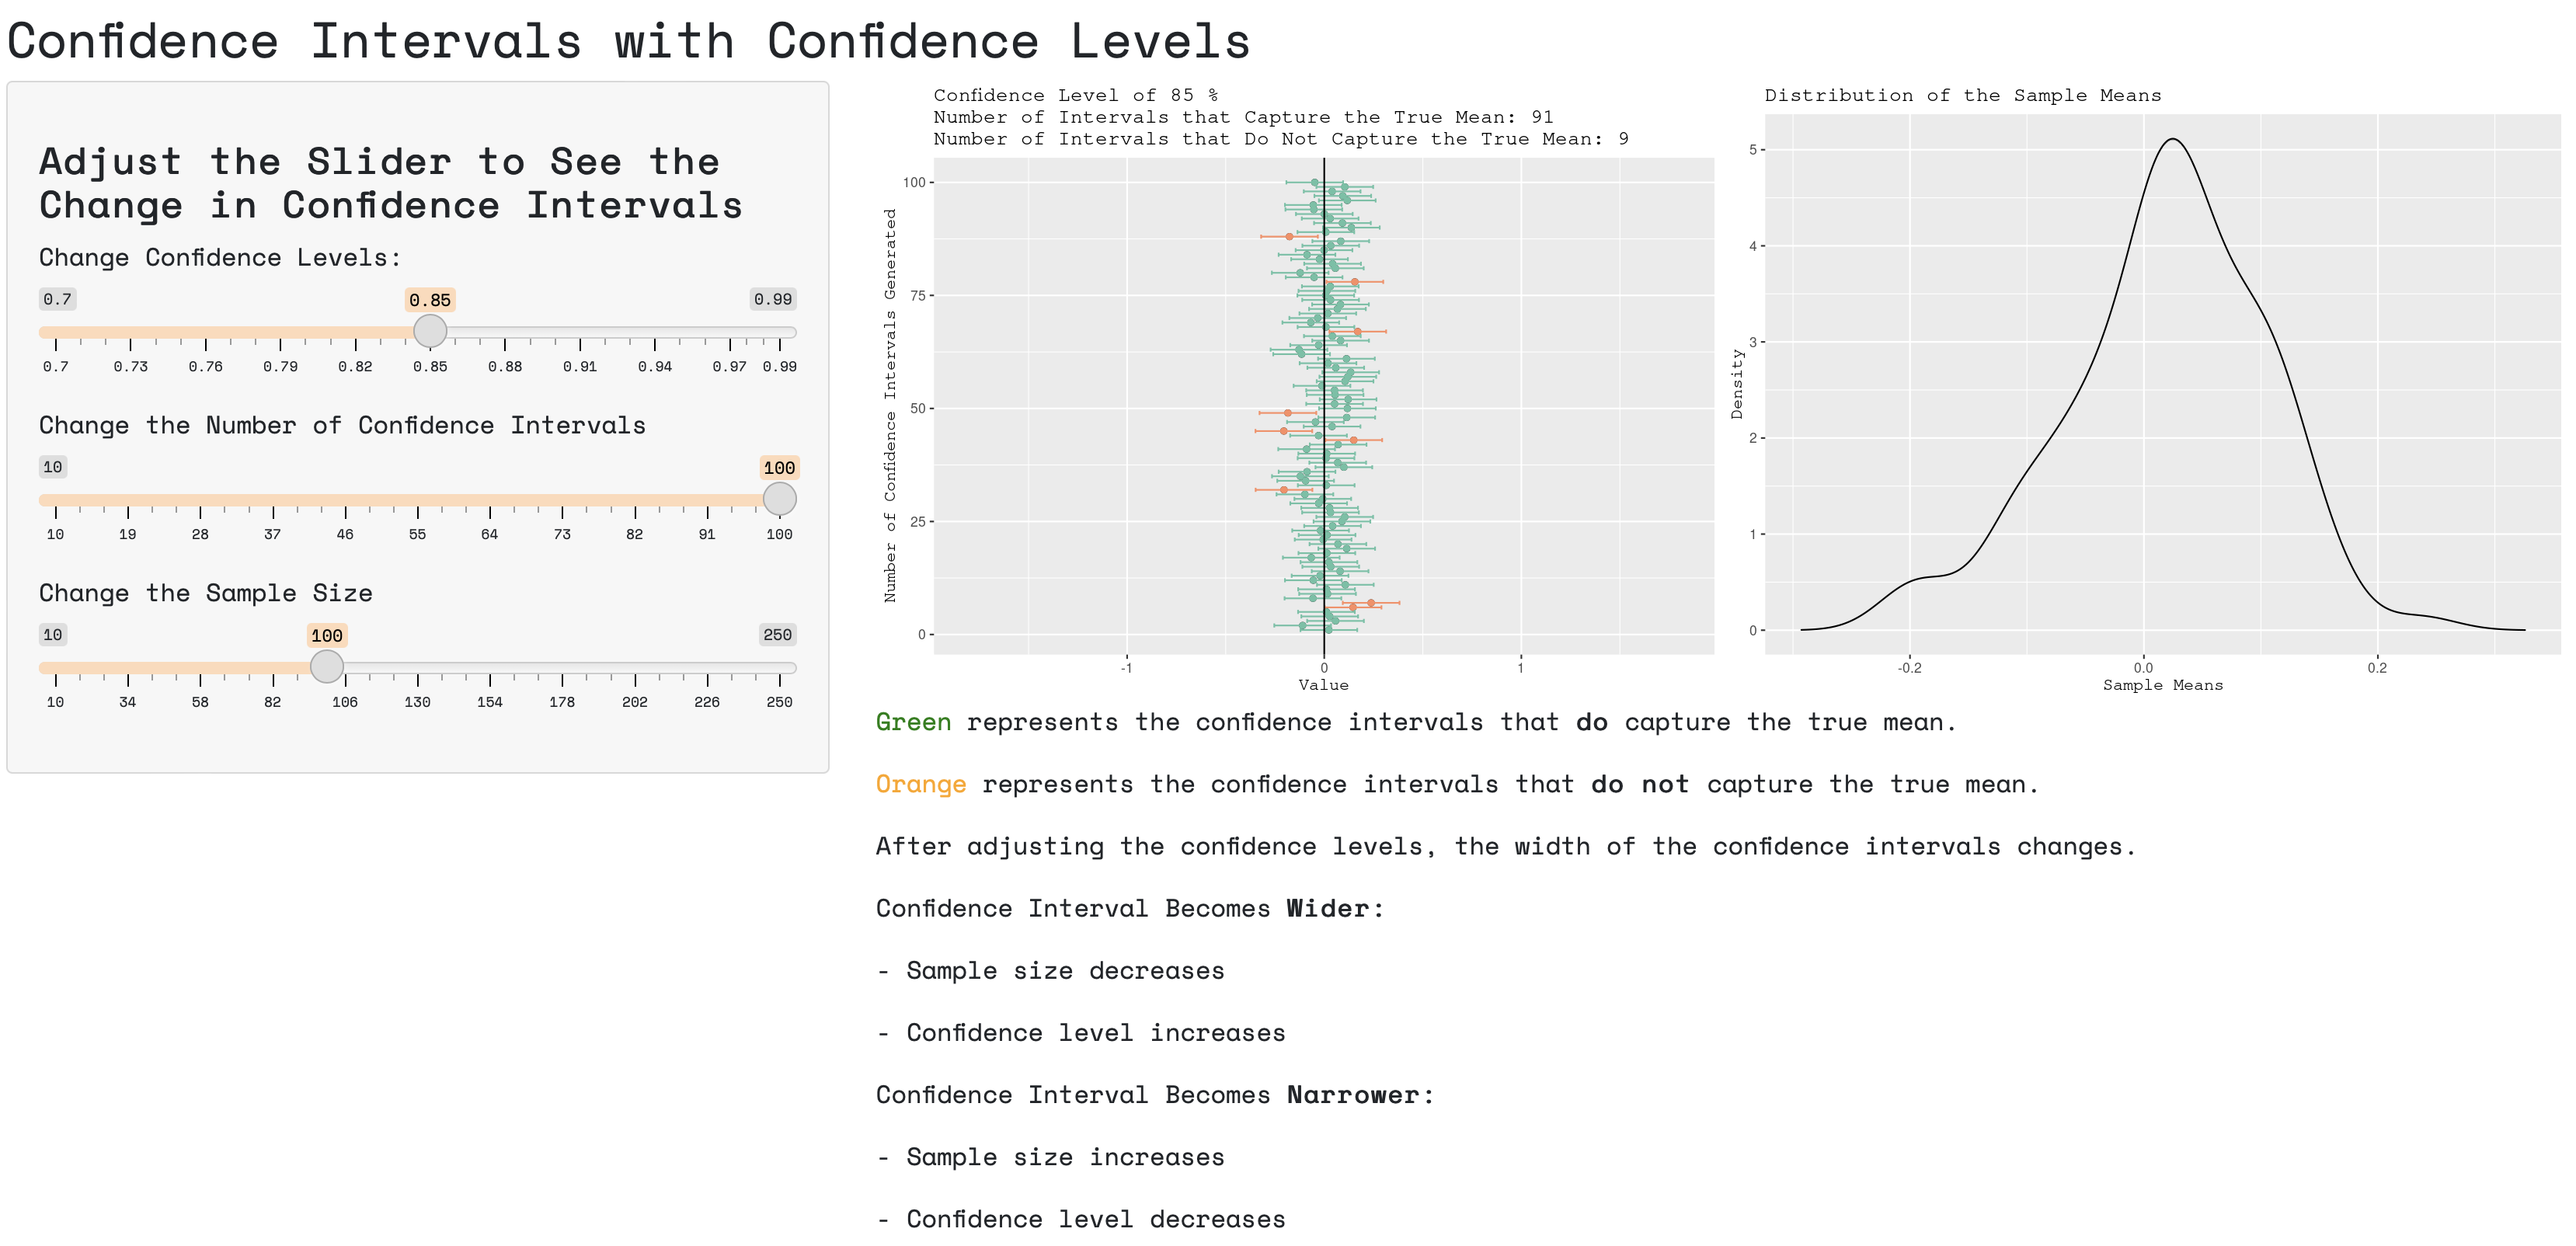 Confidence Intervals with Confidence Levels
Adjust the Slider to See the
Change in Confidence Intervals
Change Confidence Levels:
0.7 0.85 0.99
0.7 0.73 0.76 0.79 0.82 0.85 0.88 0.91 0.94 0.97 0.99
Change the Number of Confidence Intervals
10 100
10 19 28 37 46 55 64 73 82 91 100
Change the Sample Size
10 100 250
10 34 58 82 106 130 154 178 202 226 250
Confidence Level of 85 %
Number of Intervals that Capture the True Mean: 91
Number of Intervals that Do Not Capture the True Mean: 9
Number of Confidence Intervals Generated
100
75
50
25
0
-1 0 1
Value
Distribution of the Sample Means
Density
5
4
3
2
1
0
-0.2 0.0 0.2
Sample Means
Green represents the confidence intervals that do capture the true mean.
Orange represents the confidence intervals that do not capture the true mean.
After adjusting the confidence levels, the width of the confidence intervals changes.
Confidence Interval Becomes Wider:
- Sample size decreases
- Confidence level increases
Confidence Interval Becomes Narrower:
- Sample size increases
- Confidence level decreases